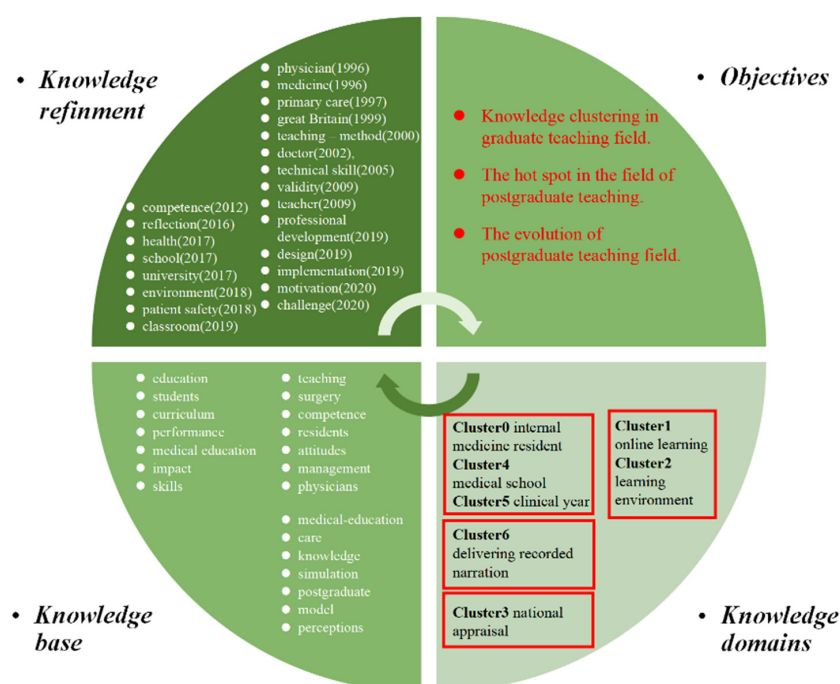 • Knowledge
refinment
physician(1996)
medicine(1996)
primary care(1997)
great Britain(1999)
teaching – method(2000)
doctor(2002),
technical skill(2005)
validity(2009)
teacher(2009)
professional
development(2019)
design(2019)
implementation(2019)
motivation(2020)
challenge(2020)
competence(2012)
reflection(2016)
health(2017)
school(2017)
university(2017)
environment(2018)
patient safety(2018)
classroom(2019)
• Objectives
Knowledge clustering in
graduate teaching field.
The hot spot in the field of
postgraduate teaching.
The evolution of
postgraduate teaching field.
education
students
curriculum
performance
medical education
impact
skills
teaching
surgery
competence
residents
attitudes
management
physicians
medical-education
care
knowledge
simulation
postgraduate
model
perceptions
• Knowledge
base
Cluster0 internal
medicine resident
Cluster4
medical school
Cluster5 clinical year
Cluster1
online learning
Cluster2
learning
environment
Cluster6
delivering recorded
narration
Cluster3 national
appraisal
• Knowledge
domains